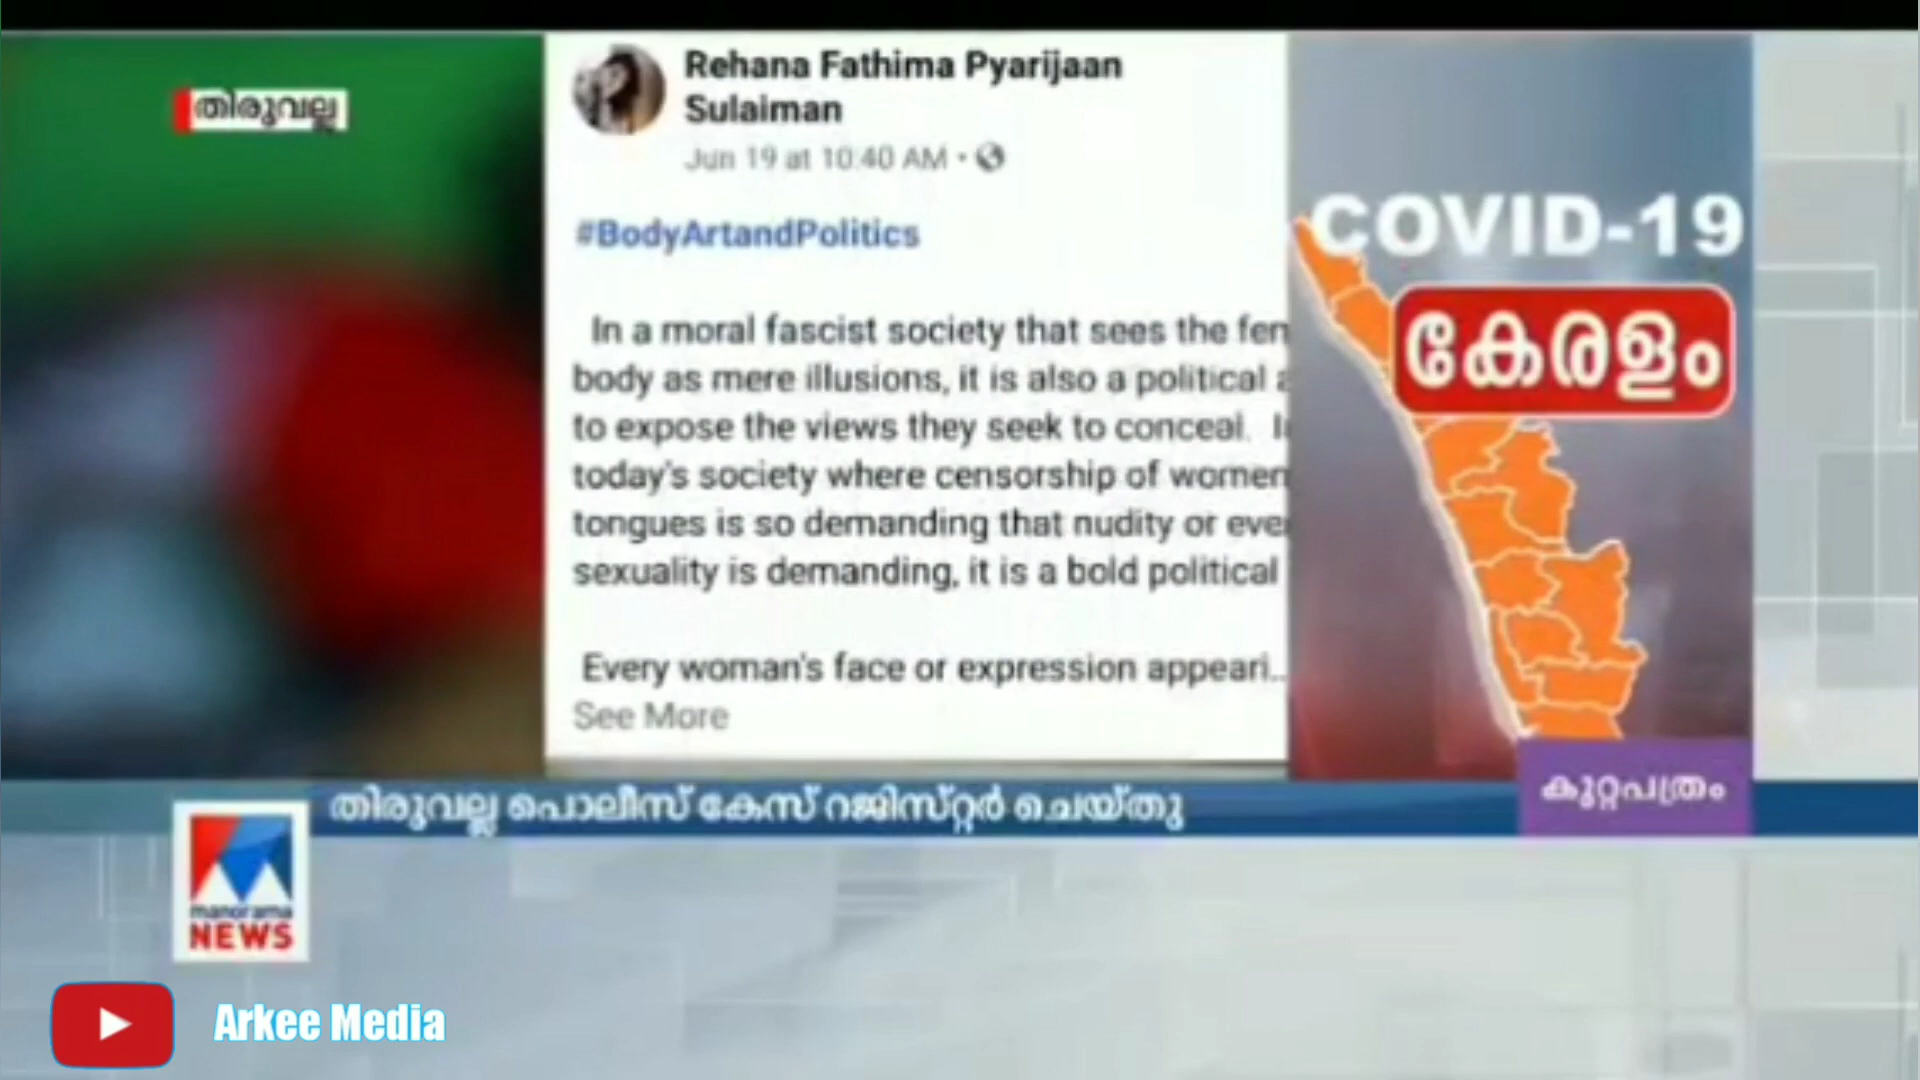 തിരുവല്ല
Rehana Fathima Pyarijaan
Sulaiman
Jun 19 at 10:40 AM •
#BodyArtandPolitics
In a moral fascist society that sees the fem
body as mere illusions, it is also a political a
to expose the views they seek to conceal. I
today's society where censorship of women
tongues is so demanding that nudity or eve
sexuality is demanding, it is a bold political
Every woman's face or expression appeari...
See More
COVID-19
കേരളം
കുറ്റപത്രം
തിരുവല്ല പൊലീസ് കേസ് റജിസ്റ്റർ ചെയ്തു
manorama
NEWS
Arkee Media